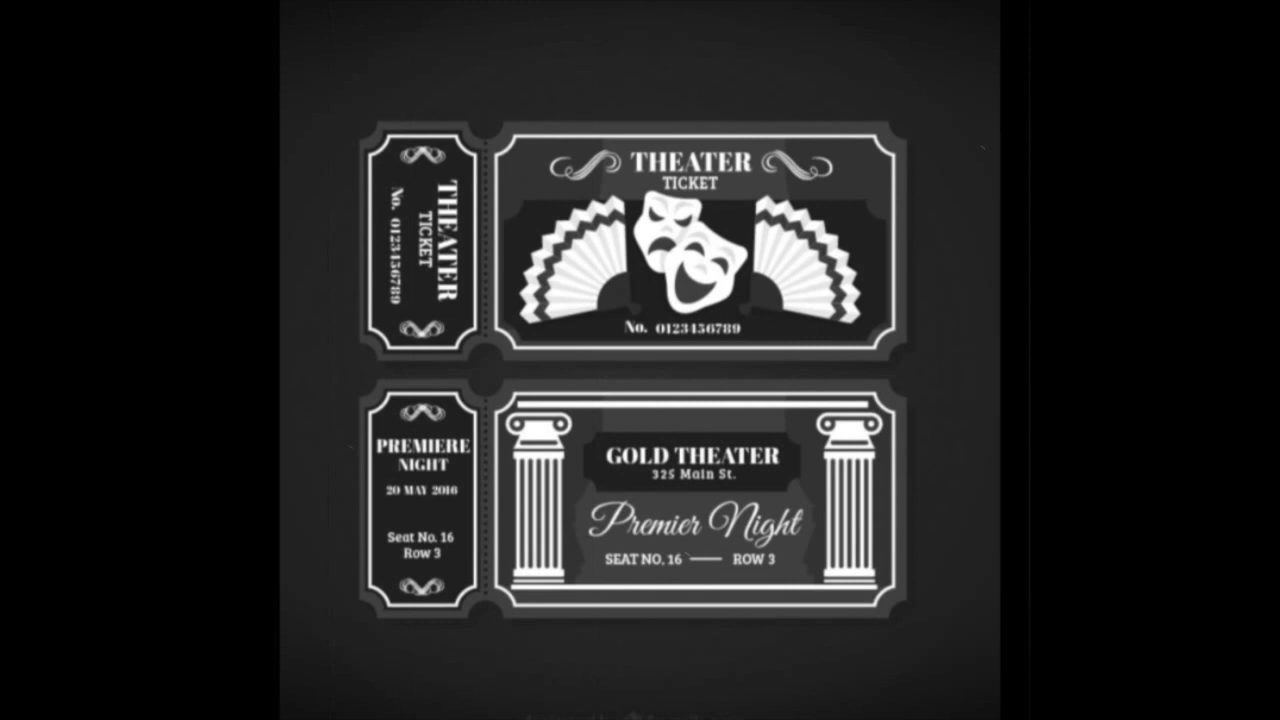 THEATER
TICKET
No. 0123456789
THEATER
TICKET
No. 0123456789
PREMIERE
NIGHT
20 MAY 2016
Seat No. 16
Row 3
GOLD THEATER
325 Main St.
Premier Night
SEAT NO. 16 — ROW 3